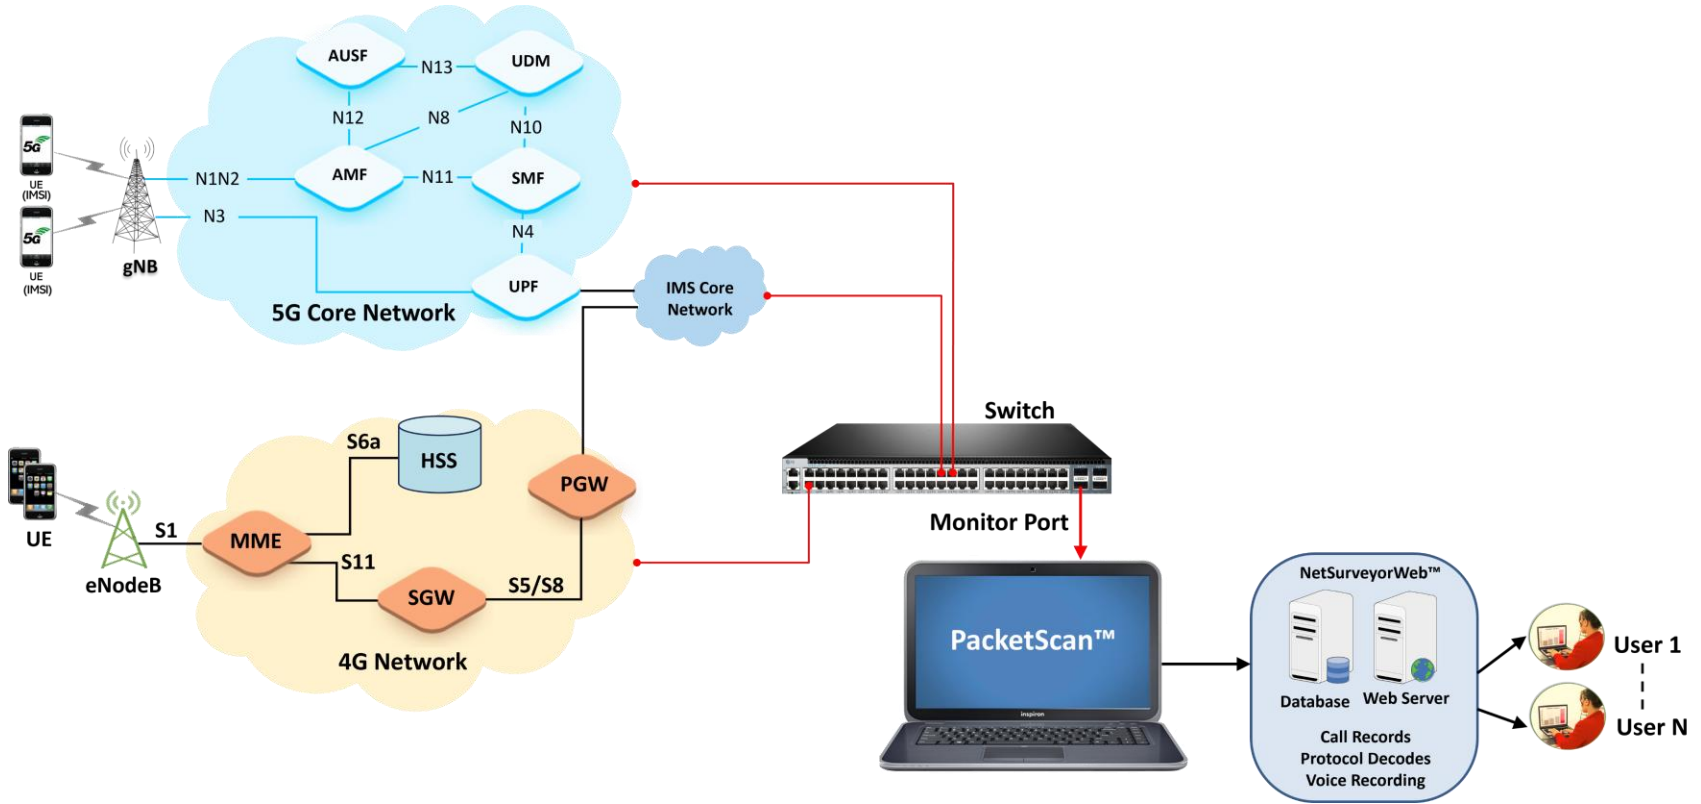 AUSF
N13
UDM
N12
N8
N10
5G
UE
(IMSI)
N1N2
AMF
N11
SMF
5G
UE
(IMSI)
gNB
N3
N4
UPF
IMS Core
Network
5G Core Network
Switch
S6a
HSS
PGW
Monitor Port
UE
eNodeB
S1
MME
S11
SGW
S5/S8
4G Network
PacketScan™
inspiron
NetSurveyorWeb™
Database
Web Server
Call Records
Protocol Decodes
Voice Recording
User 1
User N